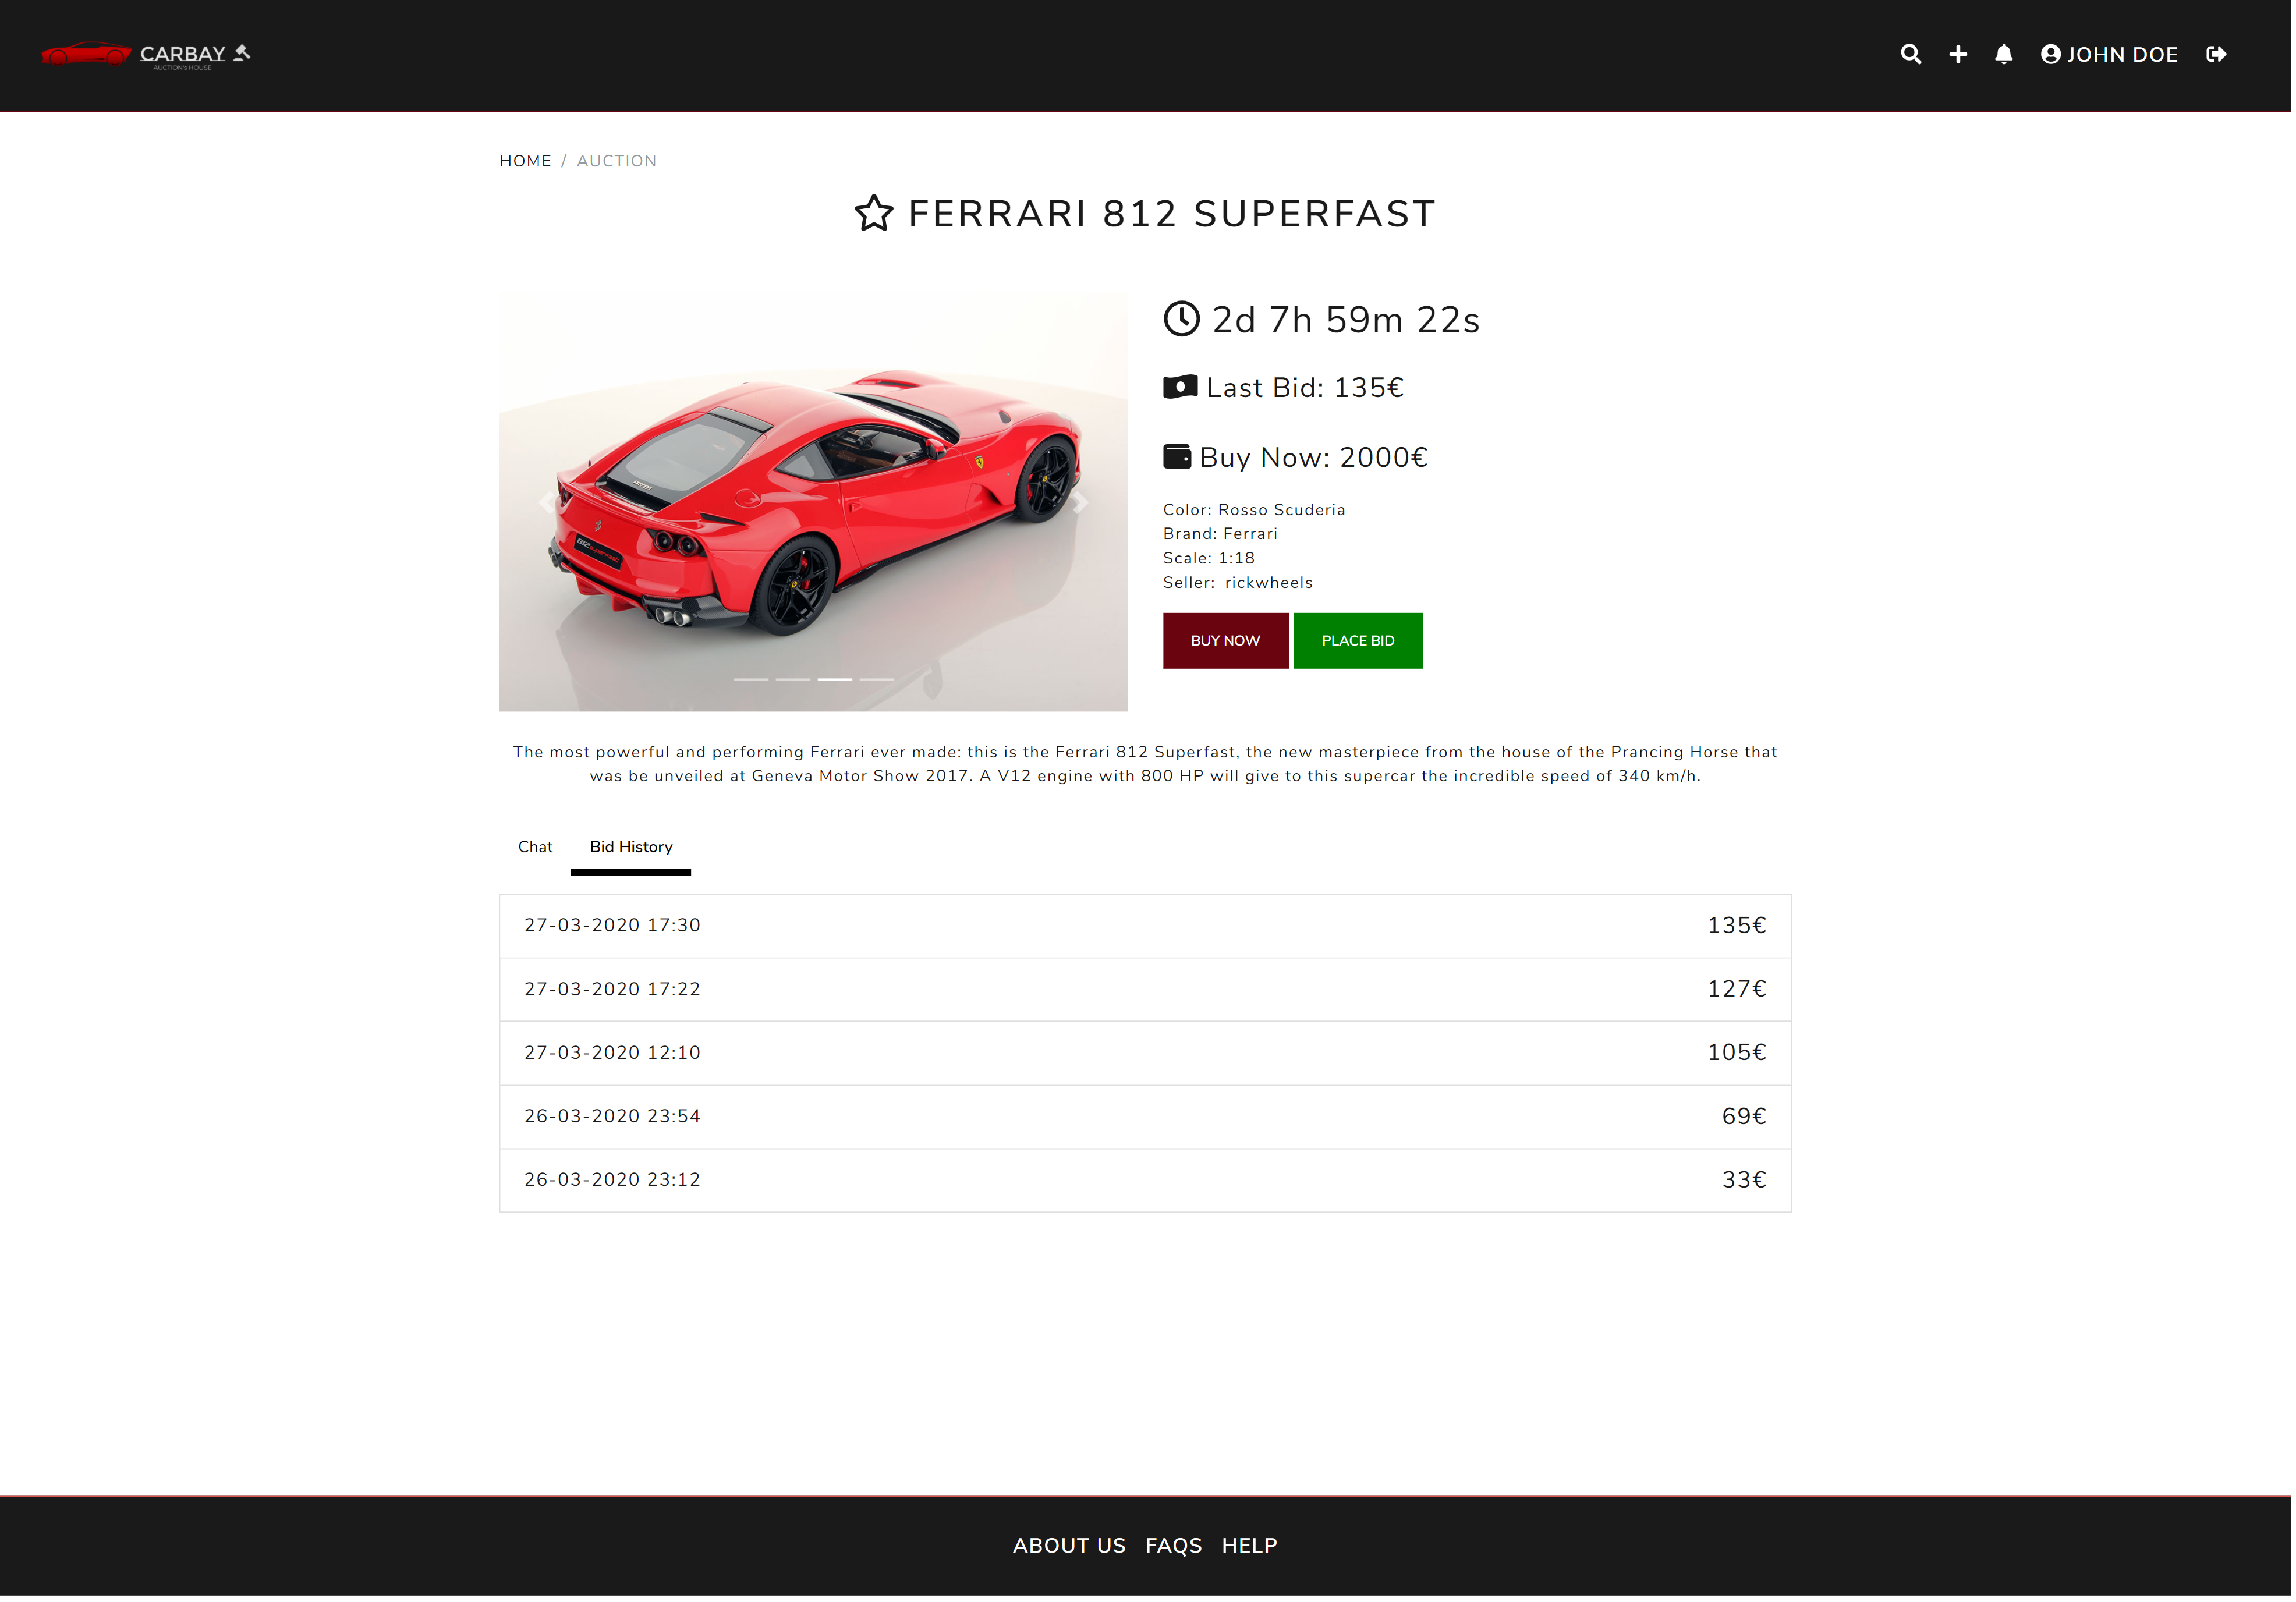 CARBAY
AUCTION's HOUSE
JOHN DOE
HOME / AUCTION
FERRARI 812 SUPERFAST
2d 7h 59m 22s
Last Bid: 135€
Buy Now: 2000€
Color: Rosso Scuderia
Brand: Ferrari
Scale: 1:18
Seller: rickwheels
BUY NOW PLACE BID
812 Superfast
The most powerful and performing Ferrari ever made: this is the Ferrari 812 Superfast, the new masterpiece from the house of the Prancing Horse that
was be unveiled at Geneva Motor Show 2017. A V12 engine with 800 HP will give to this supercar the incredible speed of 340 km/h.
Chat Bid History
27-03-2020 17:30 135€
27-03-2020 17:22 127€
27-03-2020 12:10 105€
26-03-2020 23:54 69€
26-03-2020 23:12 33€
ABOUT US FAQS HELP